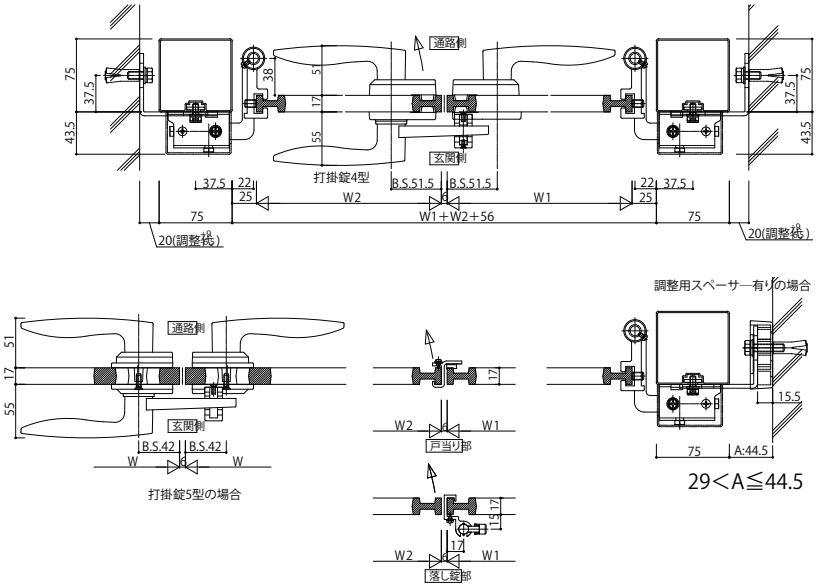 通路側
75
37.5
43.5
51
17
55
38
玄関側
打掛錠4型
B.S.51.5
B.S.51.5
75
37.5
43.5
37.5
22
25
W2
6
W1
22
37.5
25
75
W1+W2+56
75
20(調整代
20(調整代
通路側
51
17
55
玄関側
B.S.42
B.S.42
W
6
W
打掛錠5型の場合
17
W2
6
W1
戸当り部
17
15
17
W2
6
W1
落し錠部
調整用スペーサー有りの場合
15.5
75
A:44.5
29<A≦44.5